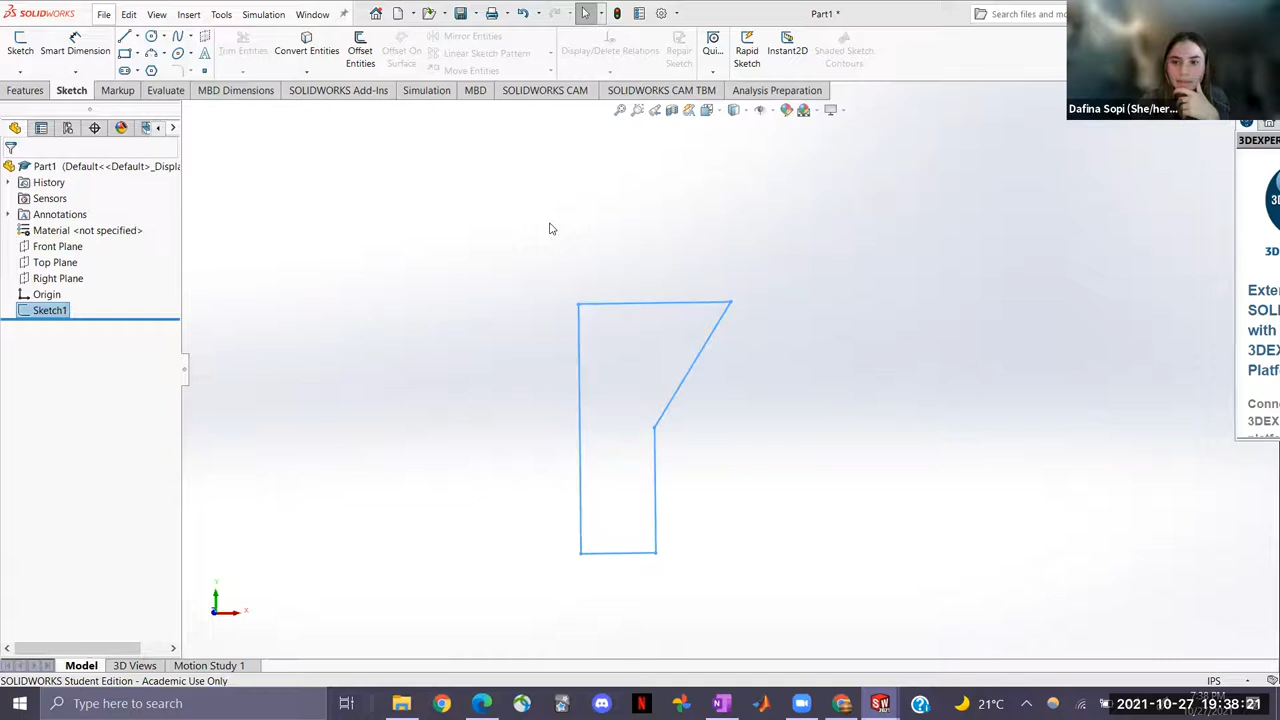 SOLIDWORKS File Edit View Insert Tools Simulation Window Part1 * Search files and mo
Sketch Smart Dimension Trim Entities Convert Entities Offset Entities Offset On Surface Mirror Entities Linear Sketch Pattern Move Entities Display/Delete Relations Repair Sketch Qui... Rapid Sketch Instant2D Shaded Sketch Contours
Dafina Sopi (She/her...
Features Sketch Markup Evaluate MBD Dimensions SOLIDWORKS Add-Ins Simulation MBD SOLIDWORKS CAM SOLIDWORKS CAM TBM Analysis Preparation
3DEXPER
Part1 (Default<<Default>_Displa
History
Sensors
Annotations
Material <not specified>
Front Plane
Top Plane
Right Plane
Origin
Sketch1
3D
Exter
SOLI
with
3DEX
Platf
Conn
3DEX
Y
X
Model 3D Views Motion Study 1
SOLIDWORKS Student Edition - Academic Use Only
IPS
Type here to search
21°C
7:38 PM
2021-10-27 19:38:21